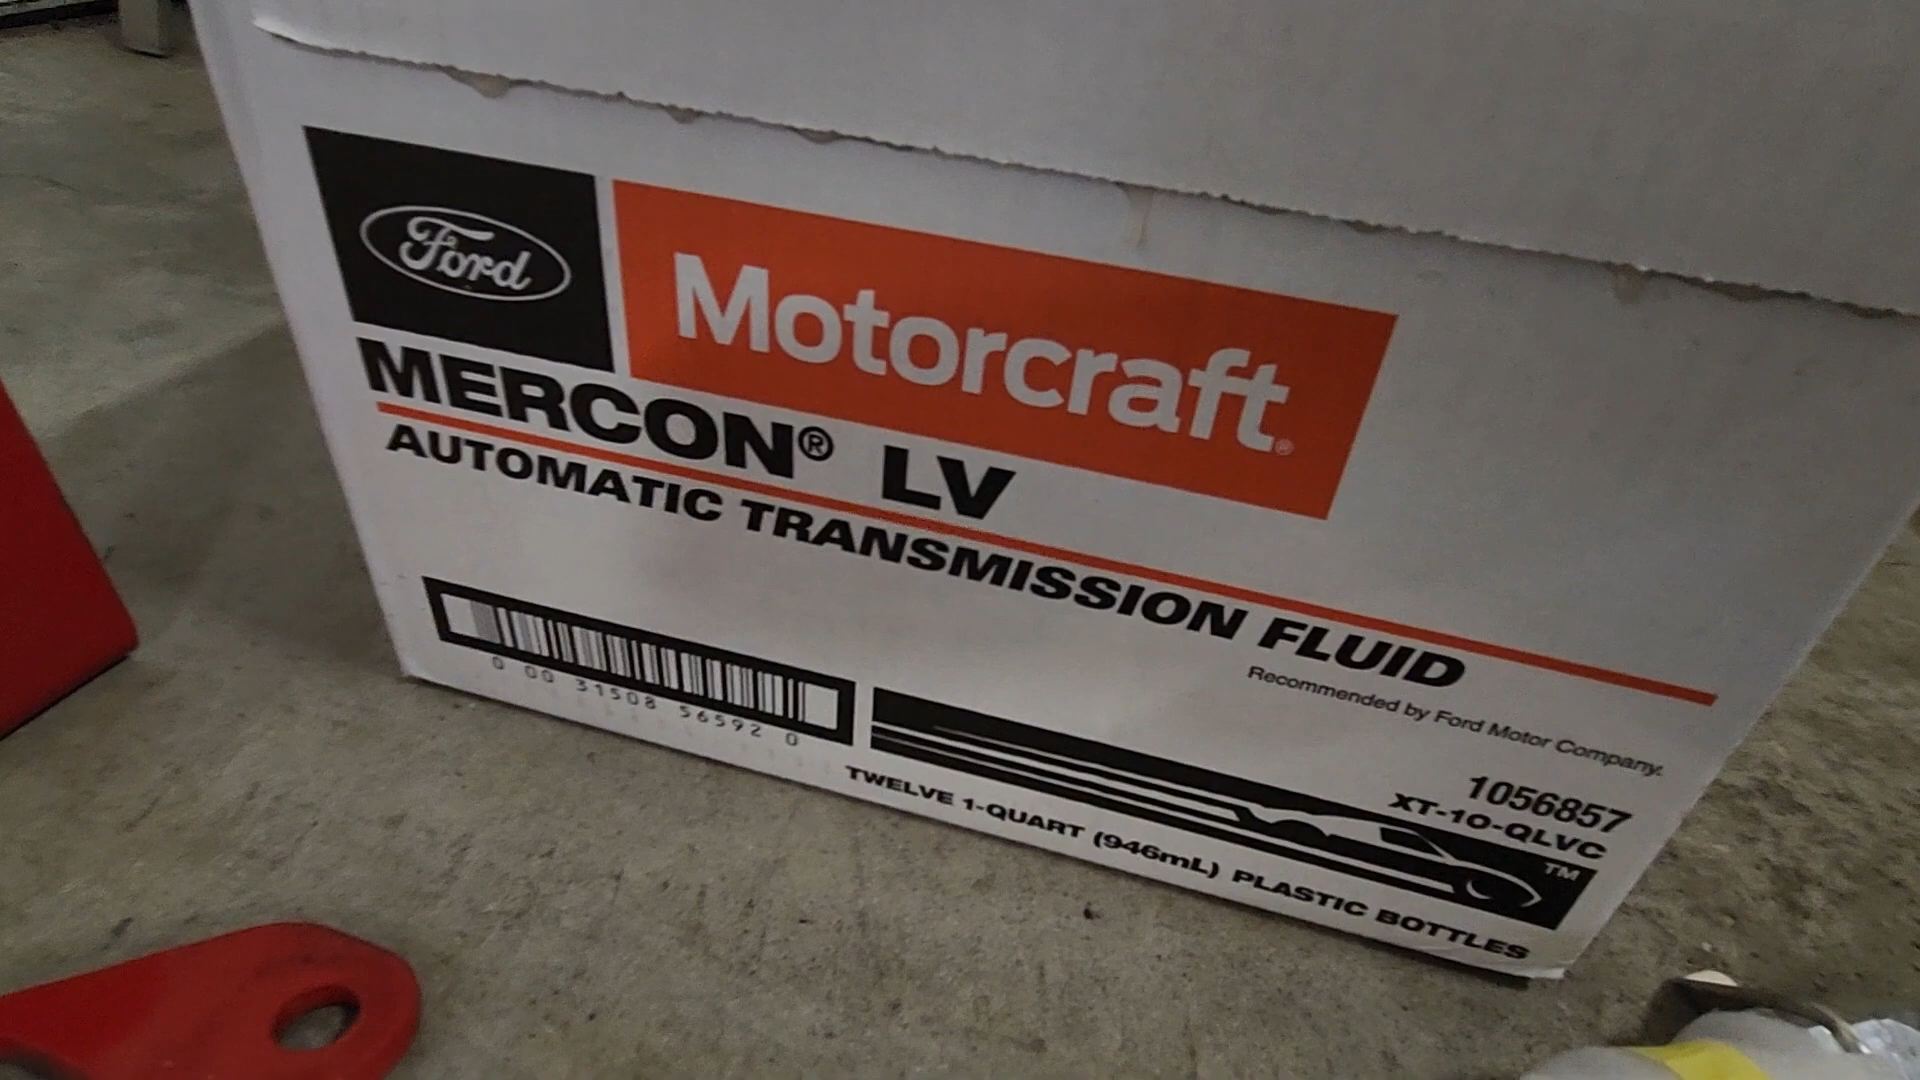 Ford
Motorcraft®
MERCON® LV
AUTOMATIC TRANSMISSION FLUID
Recommended by Ford Motor Company.
0 00 31508 56592 0
1056857
XT-10-QLVC
TM
TWELVE 1-QUART (946mL) PLASTIC BOTTLES